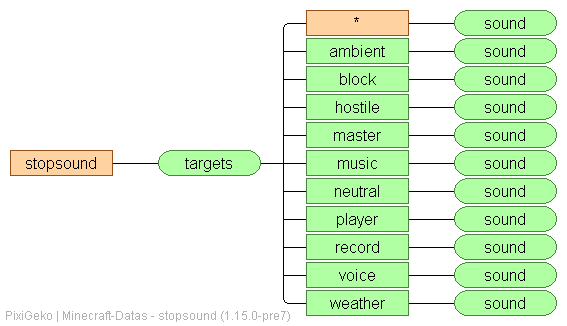 * sound
ambient sound
block sound
hostile sound
master sound
stopsound targets music sound
neutral sound
player sound
record sound
voice sound
weather sound
PixiGeko | Minecraft-Datas - stopsound (1.15.0-pre7)